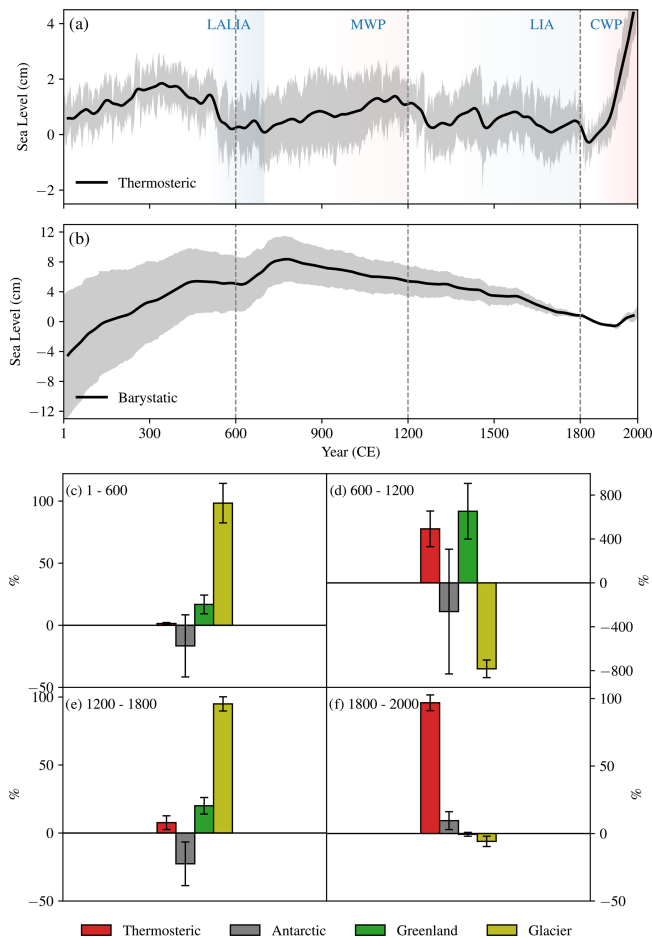 (a)
LALIA MWP LIA CWP
4
2
0
−2
Sea Level (cm)
Thermosteric
(b)
12
8
4
0
−4
−8
−12
Sea Level (cm)
Barystatic
1 300 600 900 1200 1500 1800 2000
Year (CE)
(c) 1 - 600
100
50
0
−50
%
(d) 600 - 1200
800
400
0
−400
−800
%
(e) 1200 - 1800
100
50
0
−50
%
(f) 1800 - 2000
100
50
0
−50
%
Thermosteric Antarctic Greenland Glacier